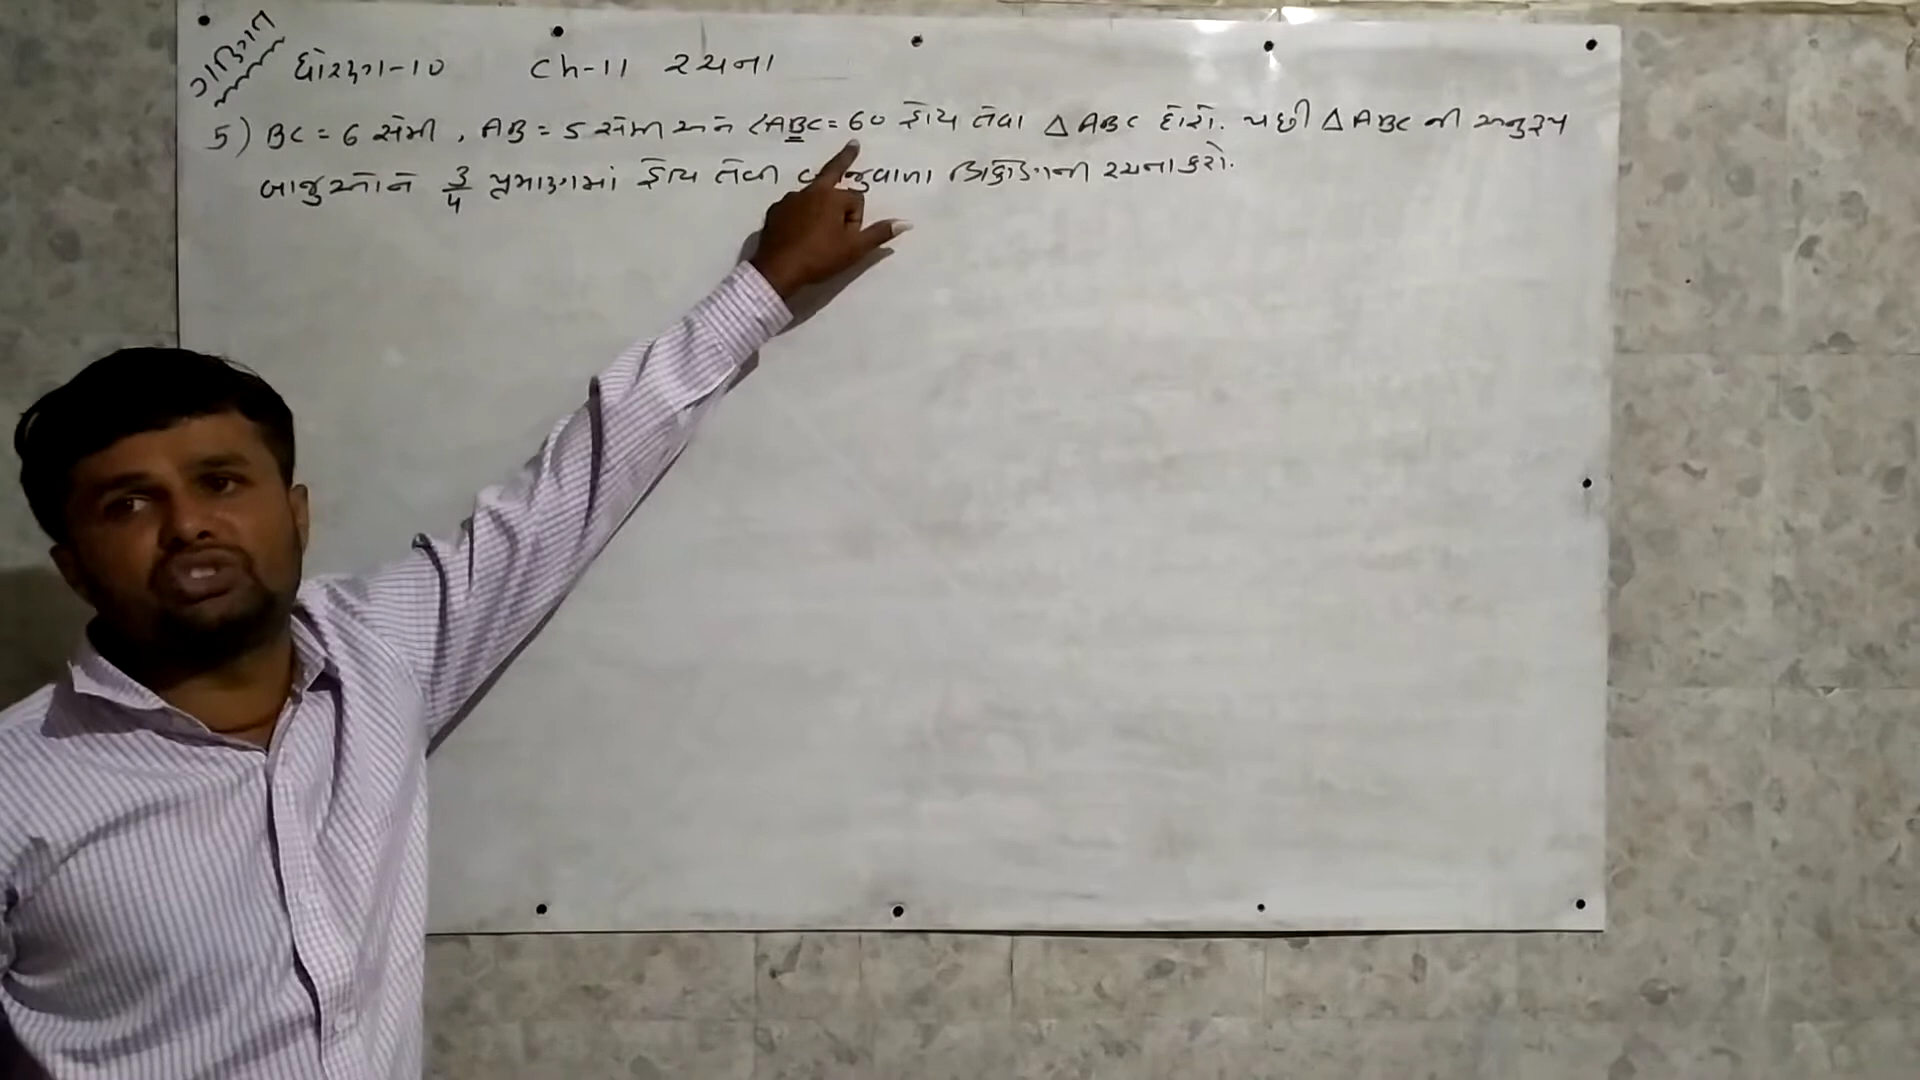 ગણિત
ધોરણ-10 Ch-11 રચના
5) BC = 6 સેમી, AB = 5 સેમી અને ∠ABC = 60 હોય તેવા △ABC દોરો. પછી △ABC ની અનુરૂપ
બાજુઓને 3/4 પ્રમાણમાં હોય તેવી ત્રિકોણની રચના કરો.